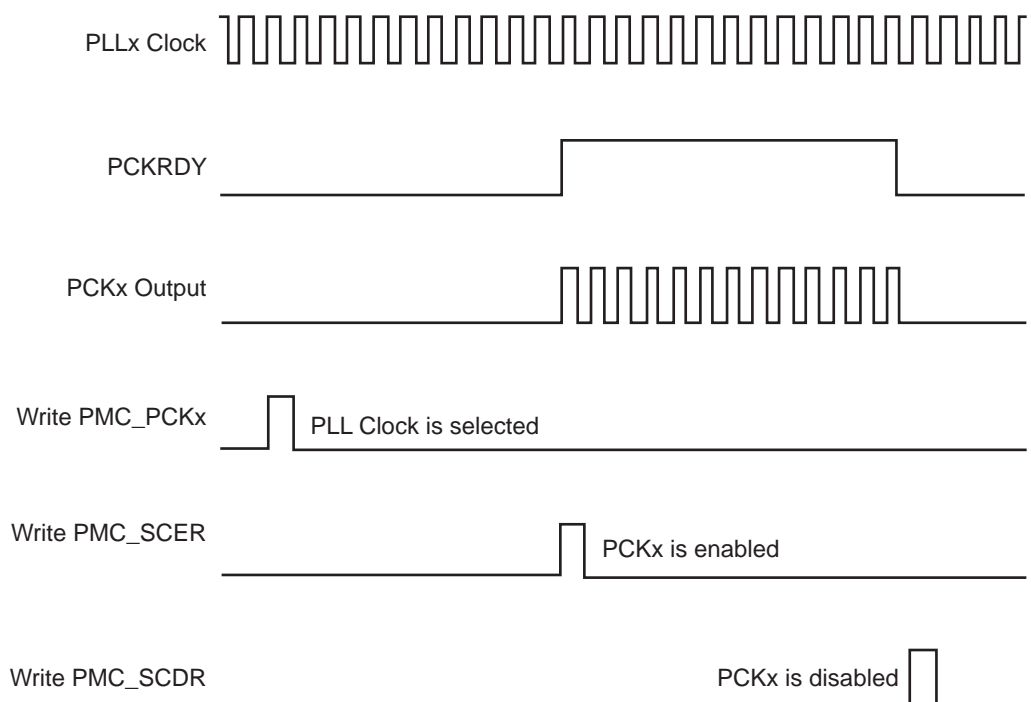 PLLx Clock
PCKRDY
PCKx Output
Write PMC_PCKx
PLL Clock is selected
Write PMC_SCER
PCKx is enabled
Write PMC_SCDR
PCKx is disabled